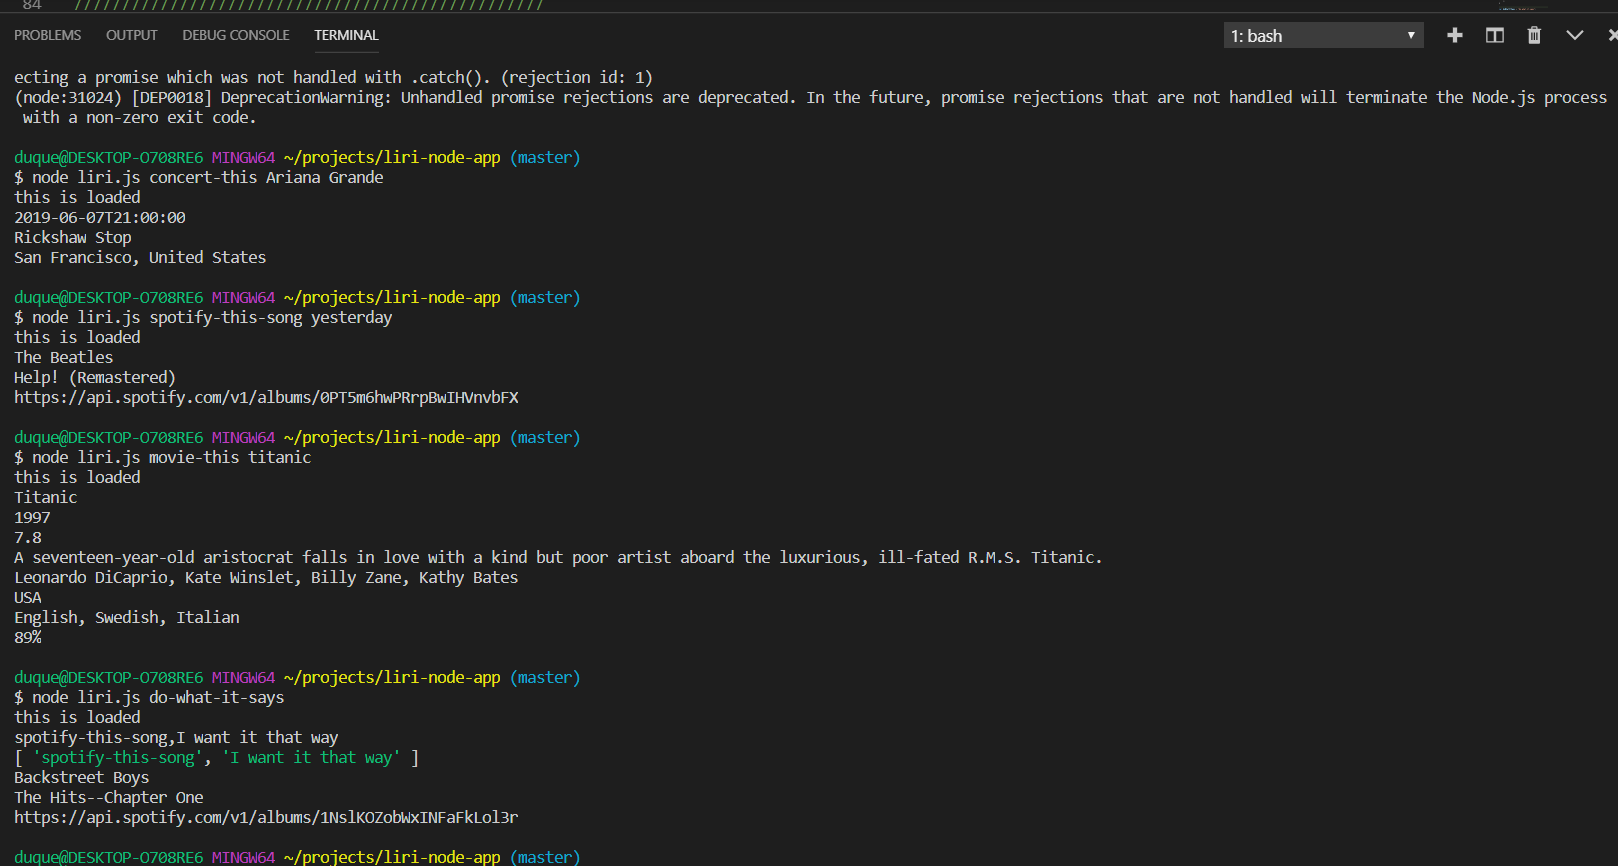 84 //////////////////////////////////////////////////////
PROBLEMS OUTPUT DEBUG CONSOLE TERMINAL 1: bash
ecting a promise which was not handled with .catch(). (rejection id: 1)
(node:31024) [DEP0018] DeprecationWarning: Unhandled promise rejections are deprecated. In the future, promise rejections that are not handled will terminate the Node.js process
with a non-zero exit code.
duque@DESKTOP-O708RE6 MINGW64 ~/projects/liri-node-app (master)
$ node liri.js concert-this Ariana Grande
this is loaded
2019-06-07T21:00:00
Rickshaw Stop
San Francisco, United States
duque@DESKTOP-O708RE6 MINGW64 ~/projects/liri-node-app (master)
$ node liri.js spotify-this-song yesterday
this is loaded
The Beatles
Help! (Remastered)
https://api.spotify.com/v1/albums/0PT5m6hwPRrpBwIHVnvbFX
duque@DESKTOP-O708RE6 MINGW64 ~/projects/liri-node-app (master)
$ node liri.js movie-this titanic
this is loaded
Titanic
1997
7.8
A seventeen-year-old aristocrat falls in love with a kind but poor artist aboard the luxurious, ill-fated R.M.S. Titanic.
Leonardo DiCaprio, Kate Winslet, Billy Zane, Kathy Bates
USA
English, Swedish, Italian
89%
duque@DESKTOP-O708RE6 MINGW64 ~/projects/liri-node-app (master)
$ node liri.js do-what-it-says
this is loaded
spotify-this-song,I want it that way
[ 'spotify-this-song', 'I want it that way' ]
Backstreet Boys
The Hits--Chapter One
https://api.spotify.com/v1/albums/1NslKOZobWxINFaFkLol3r
duque@DESKTOP-O708RE6 MINGW64 ~/projects/liri-node-app (master)